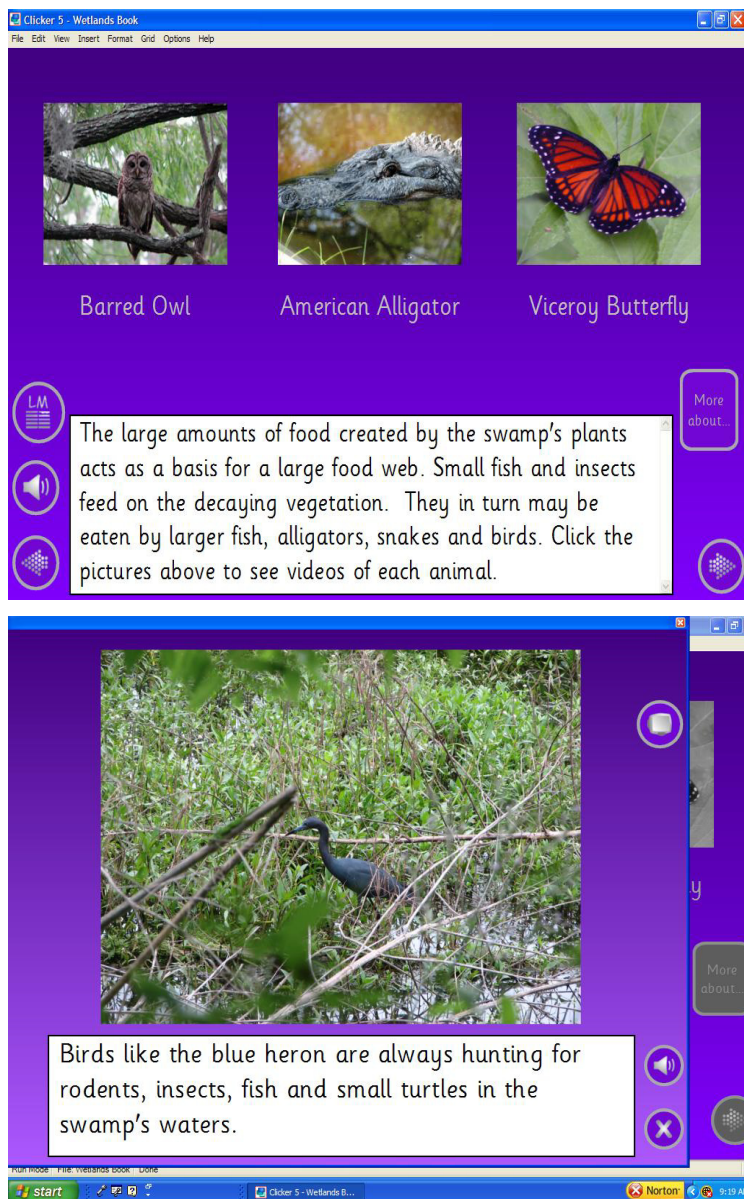 Clicker 5 - Wetlands Book
File Edit View Insert Format Grid Options Help
Barred Owl American Alligator Viceroy Butterfly
LM
More
about...
The large amounts of food created by the swamp's plants
acts as a basis for a large food web. Small fish and insects
feed on the decaying vegetation. They in turn may be
eaten by larger fish, alligators, snakes and birds. Click the
pictures above to see videos of each animal.
y
More
about...
Birds like the blue heron are always hunting for
rodents, insects, fish and small turtles in the
swamp's waters.
Run Mode File: Wetlands Book Done
start Clicker 5 - Wetlands B... Norton 9:19 A